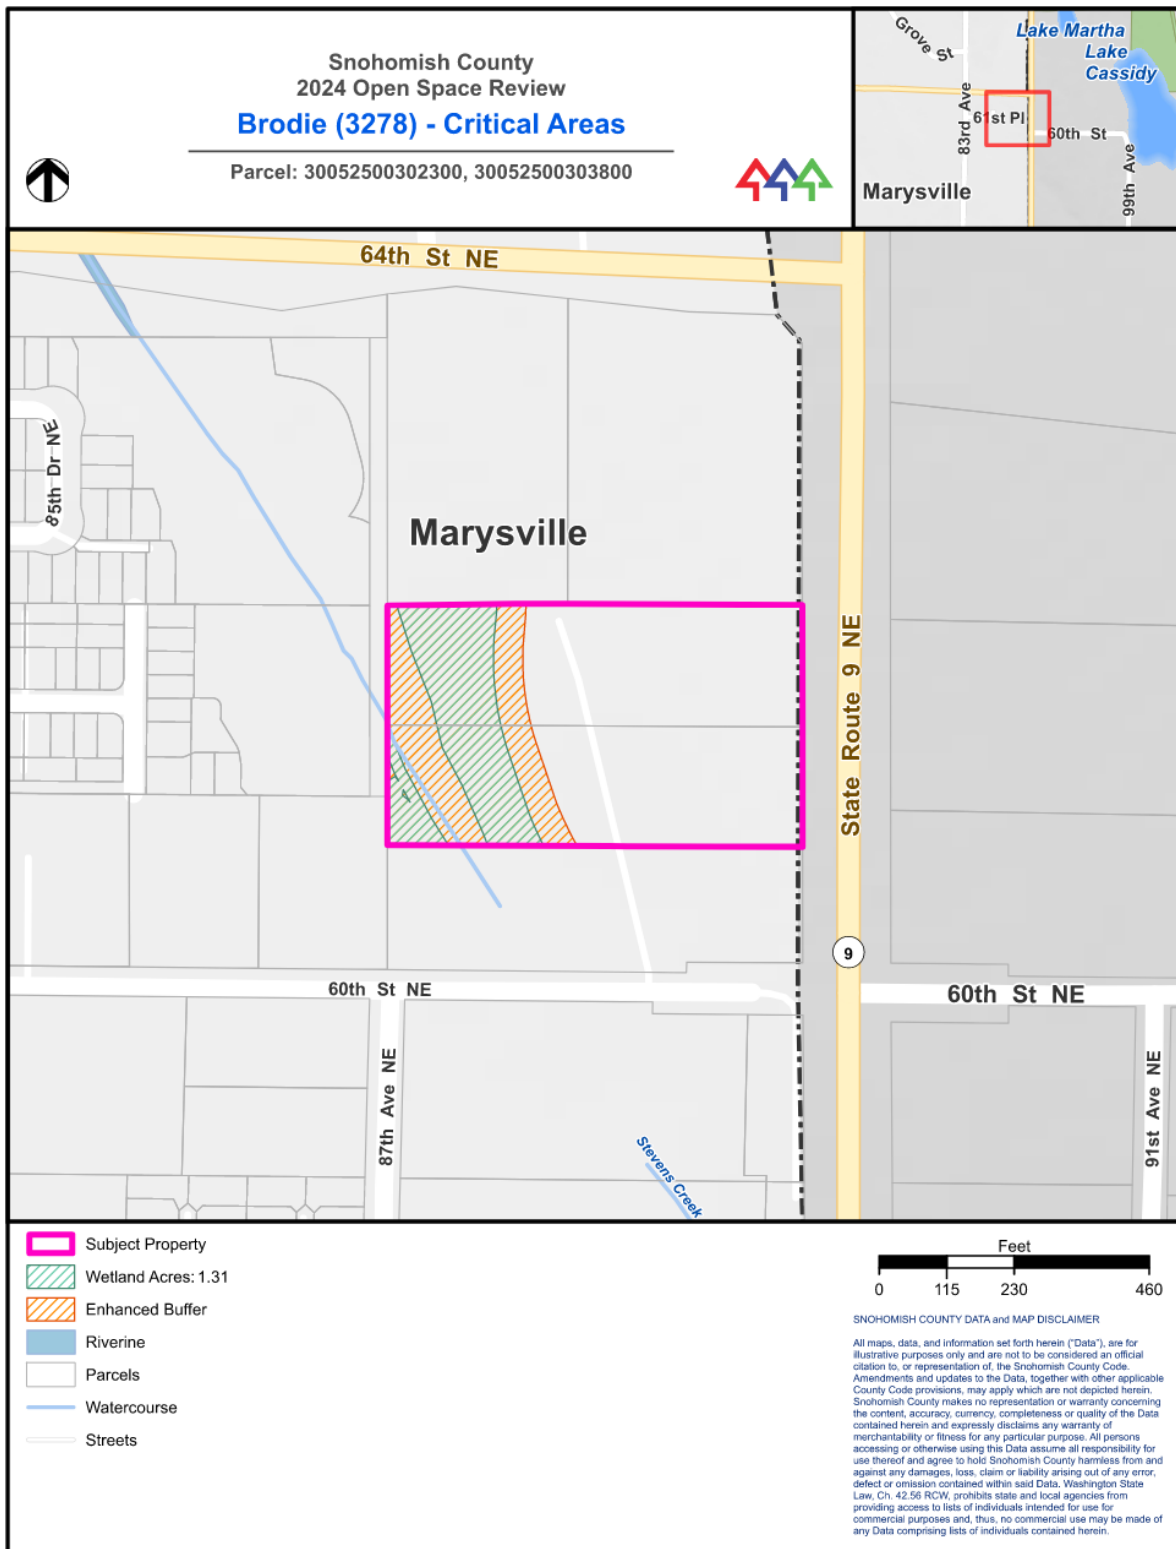 Snohomish County
2024 Open Space Review
Brodie (3278) - Critical Areas
Parcel: 30052500302300, 30052500303800
Grove St
Lake Martha
Lake
Cassidy
83rd Ave
61st Pl
60th St
99th Ave
Marysville
64th St NE
85th Dr NE
Marysville
State Route 9 NE
9
60th St NE
60th St NE
87th Ave NE
91st Ave NE
Stevens Creek
Subject Property
Wetland Acres: 1.31
Enhanced Buffer
Riverine
Parcels
Watercourse
Streets
Feet
0 115 230 460
SNOHOMISH COUNTY DATA and MAP DISCLAIMER
All maps, data, and information set forth herein ("Data"), are for
illustrative purposes only and are not to be considered an official
citation to, or representation of, the Snohomish County Code.
Amendments and updates to the Data, together with other applicable
County Code provisions, may apply which are not depicted herein.
Snohomish County makes no representation or warranty concerning
the content, accuracy, currency, completeness or quality of the Data
contained herein and expressly disclaims any warranty of
merchantability or fitness for any particular purpose. All persons
accessing or otherwise using this Data assume all responsibility for
use thereof and agree to hold Snohomish County harmless from and
against any damages, loss, claim or liability arising out of any error,
defect or omission contained within said Data. Washington State
Law, Ch. 42.56 RCW, prohibits state and local agencies from
providing access to lists of individuals intended for use for
commercial purposes and, thus, no commercial use may be made of
any Data comprising lists of individuals contained herein.